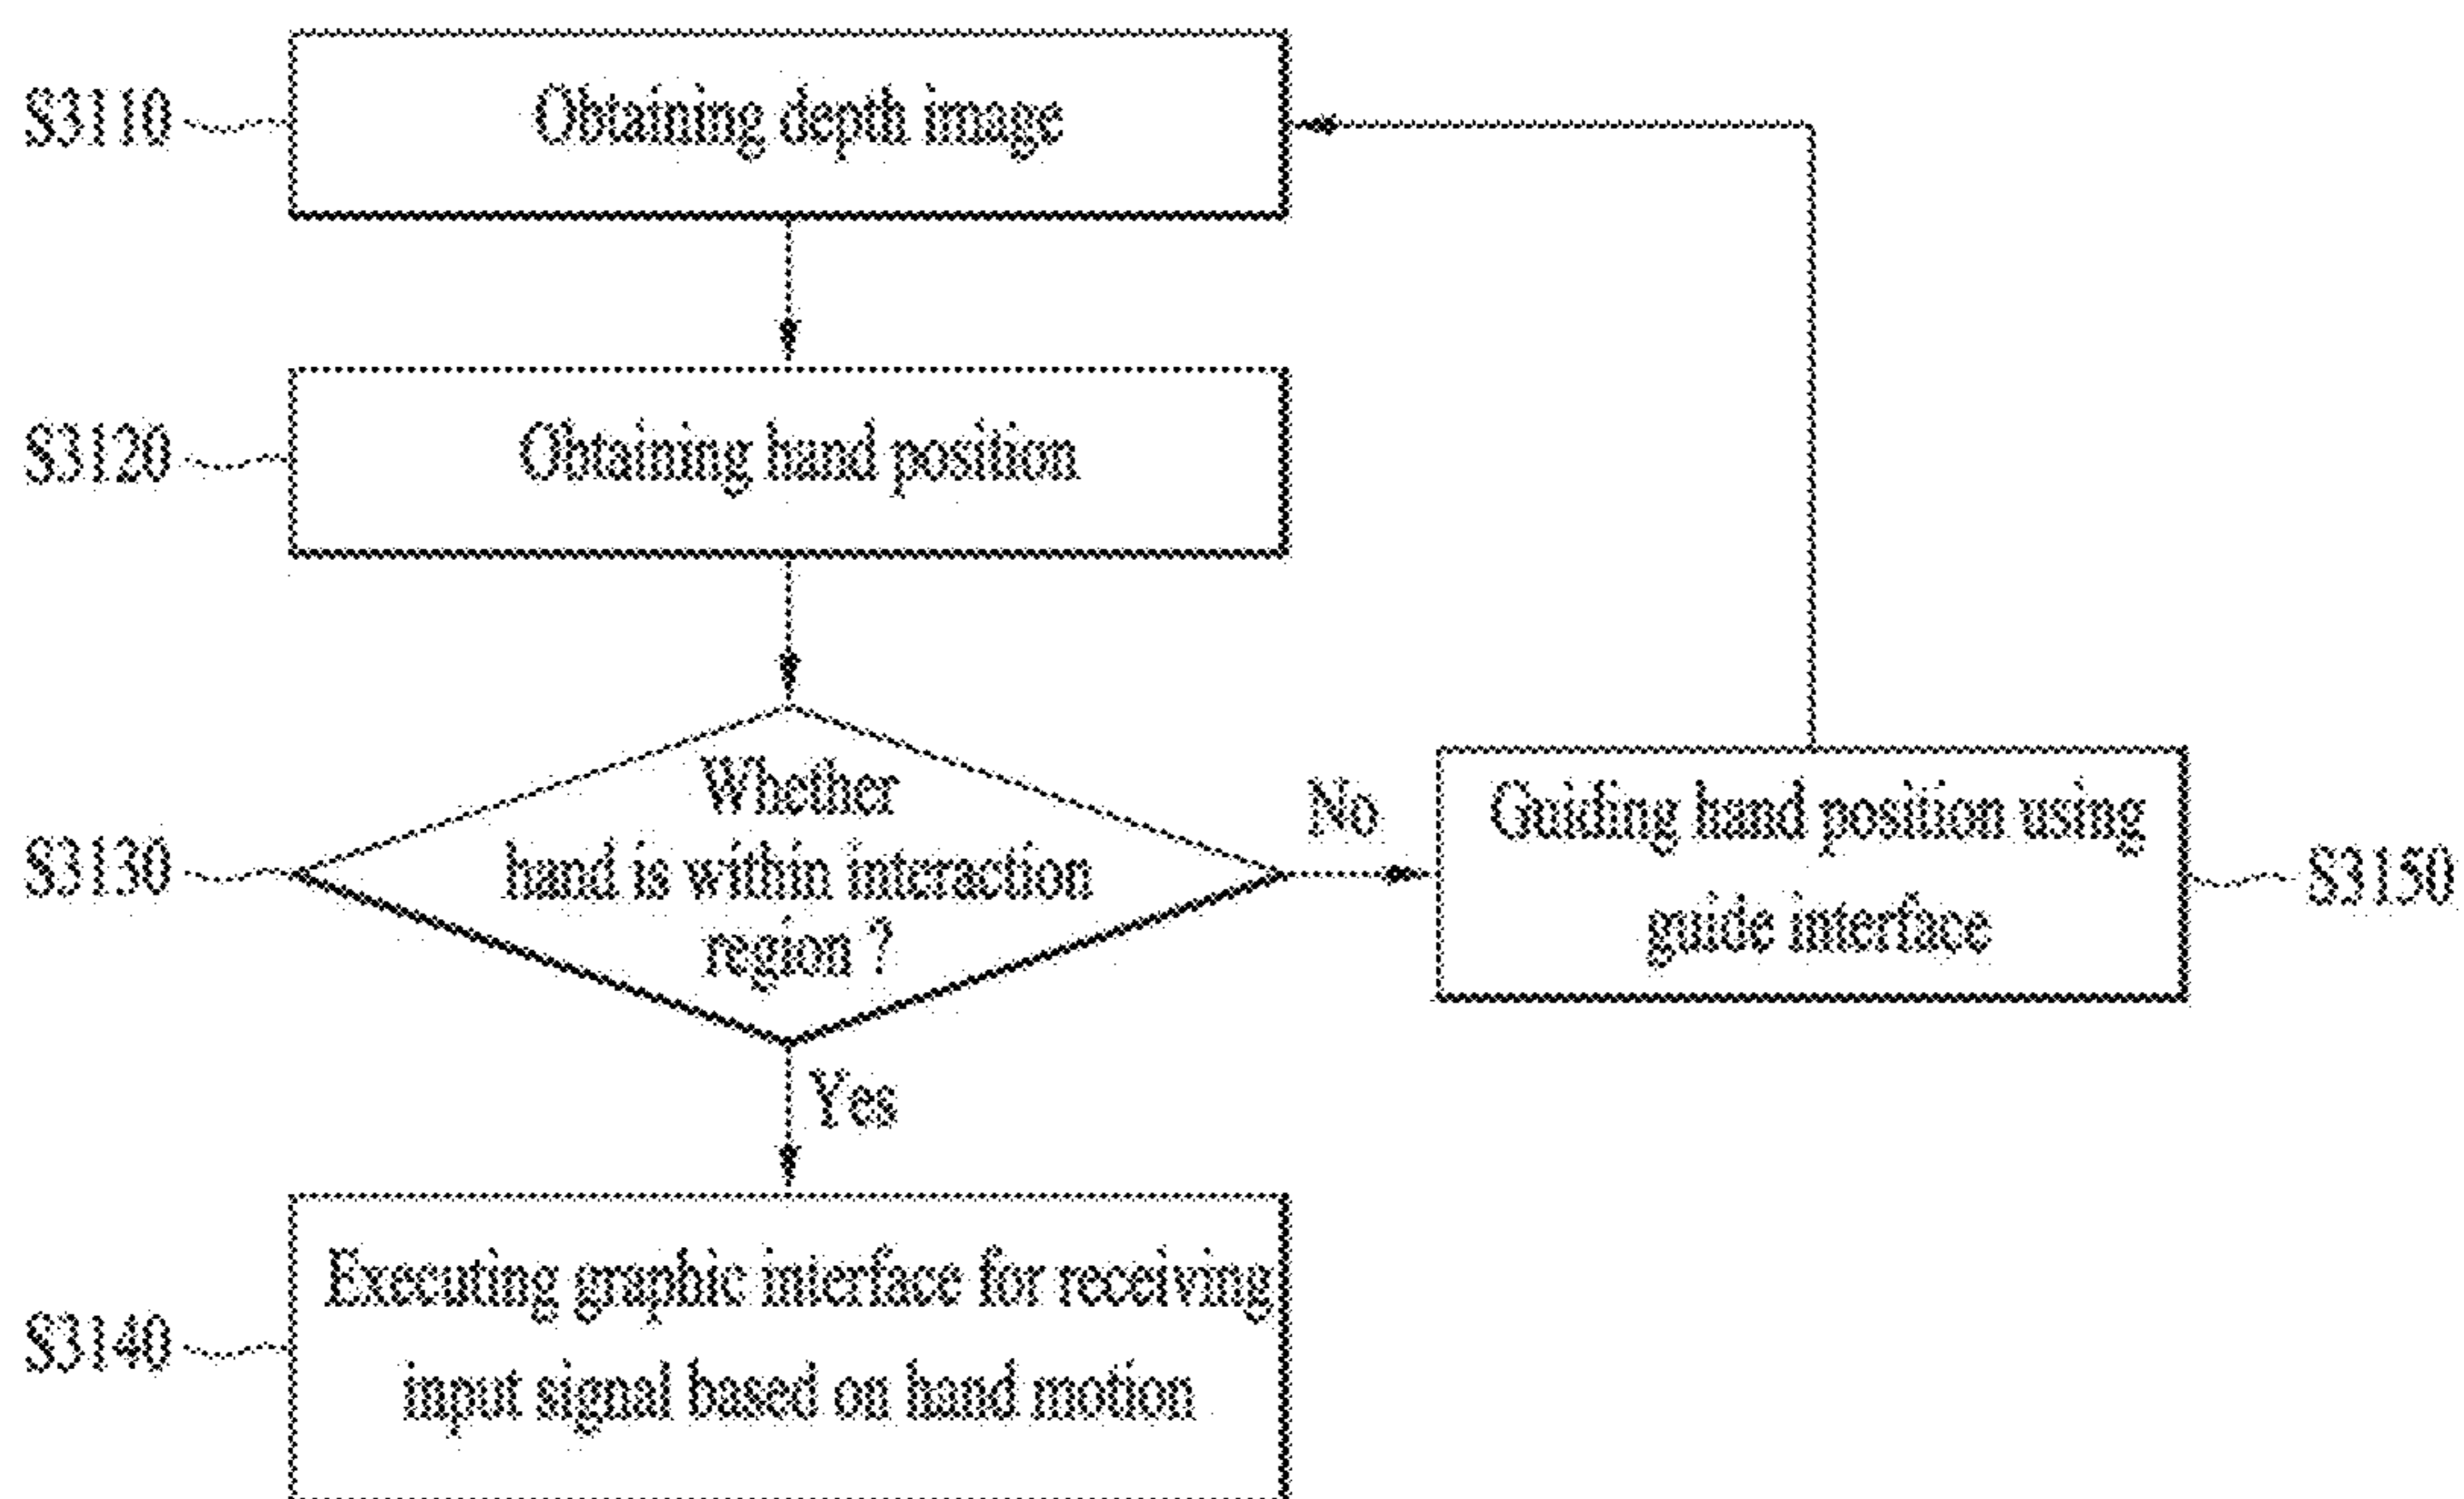 S3110
Obtaining depth image
S3120
Obtaining hand position
S3130
Whether
hand is within interaction
region ?
No
Guiding hand position using
guide interface
S3150
Yes
S3140
Executing graphic interface for receiving
input signal based on hand motion